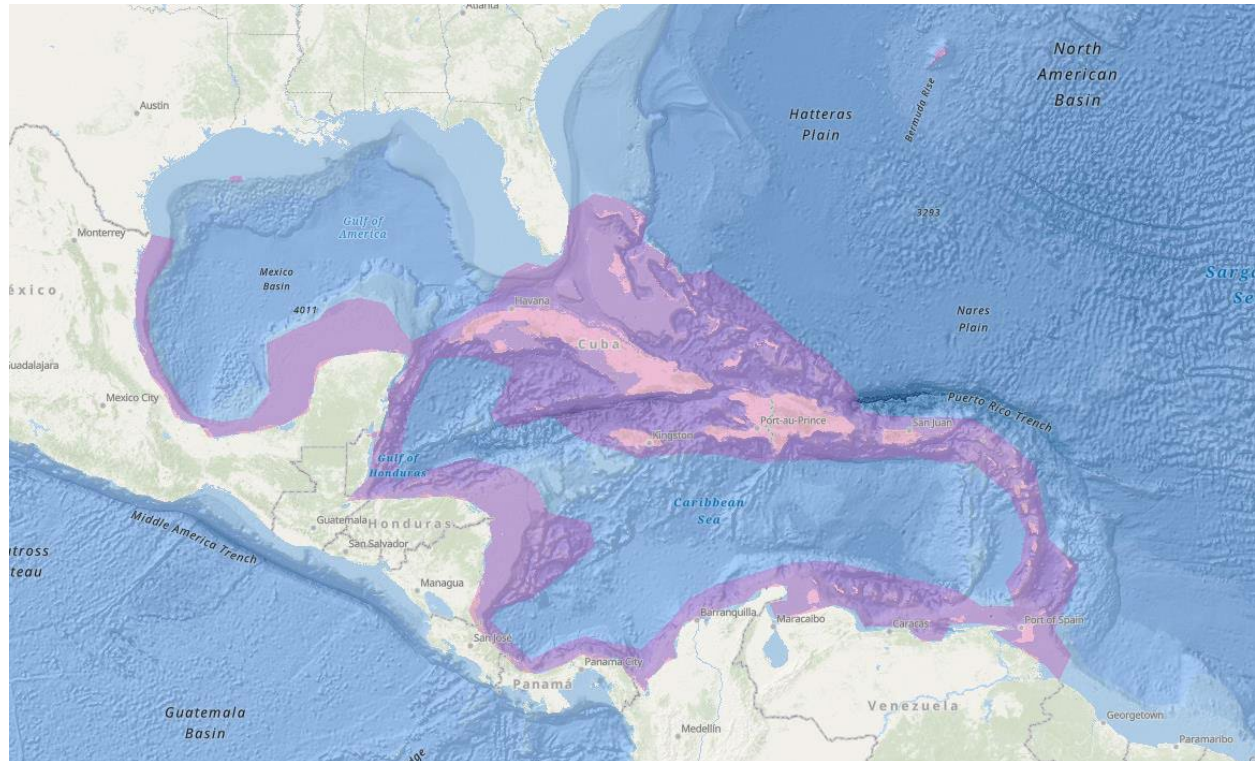 Atlanta
North
American
Basin
Austin
Hatteras
Plain
Bermuda Rise
Gulf of
America
3293
Monterrey
Mexico
Basin
4011
Havana
Nares
Plain
Cuba
Guadalajara
Mexico City
Port-au-Prince
Kingston
San Juan
Puerto Rico Trench
Gulf of
Honduras
Caribbean
Sea
Guatemala
Honduras
San Salvador
Middle America Trench
Managua
Barranquilla
Maracaibo
Caracas
Port of Spain
San José
Panama City
Panamá
Venezuela
Guatemala
Basin
Medellín
Georgetown
Paramaribo